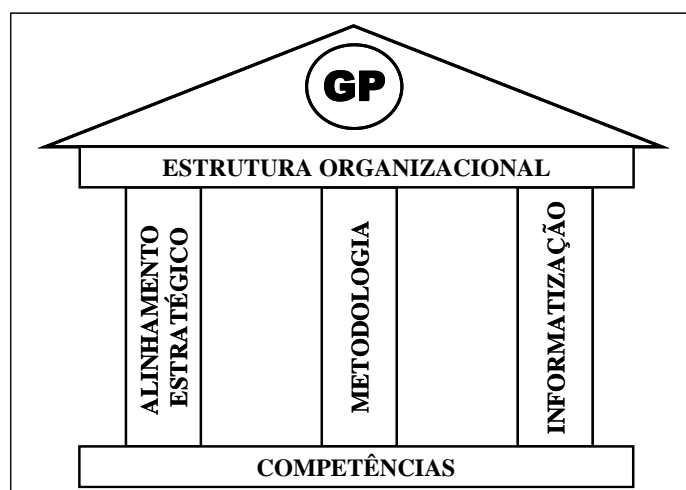 GP
ESTRUTURA ORGANIZACIONAL
ALINHAMENTO
ESTRATÉGICO
METODOLOGIA
INFORMATIZAÇÃO
COMPETÊNCIAS